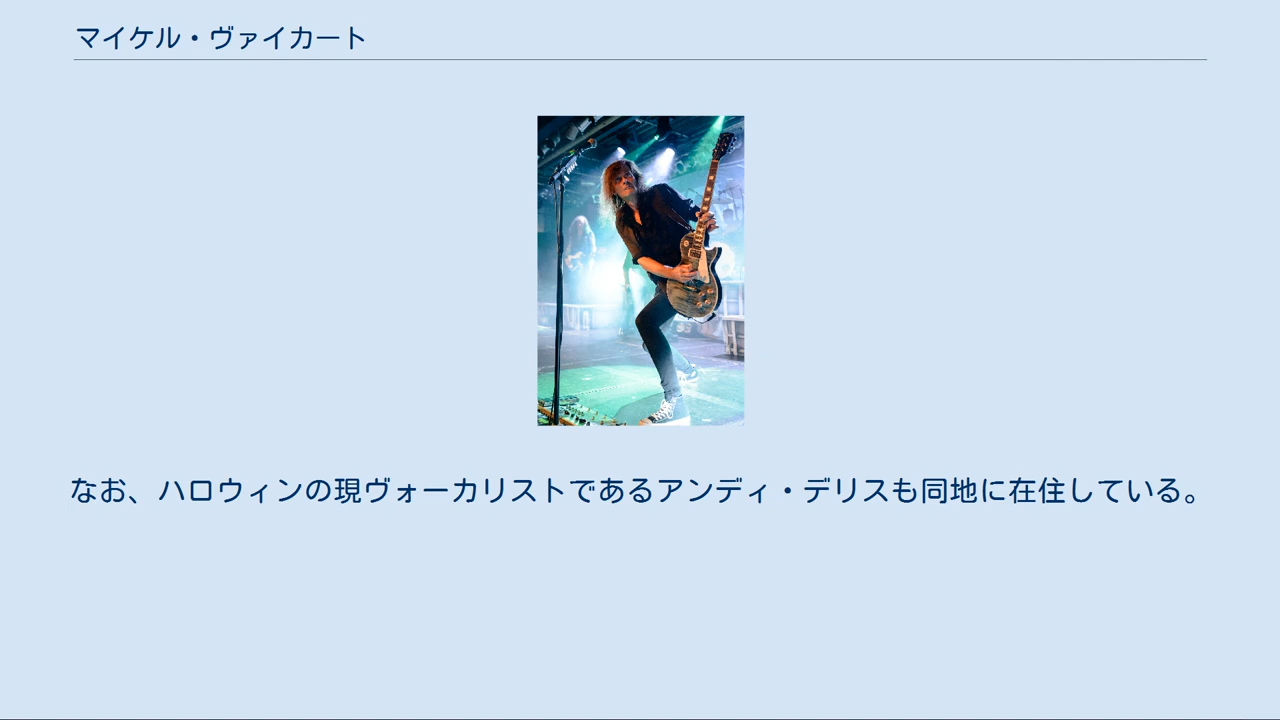 マイケル・ヴァイカート
なお、ハロウィンの現ヴォーカリストであるアンディ・デリスも同地に在住している。